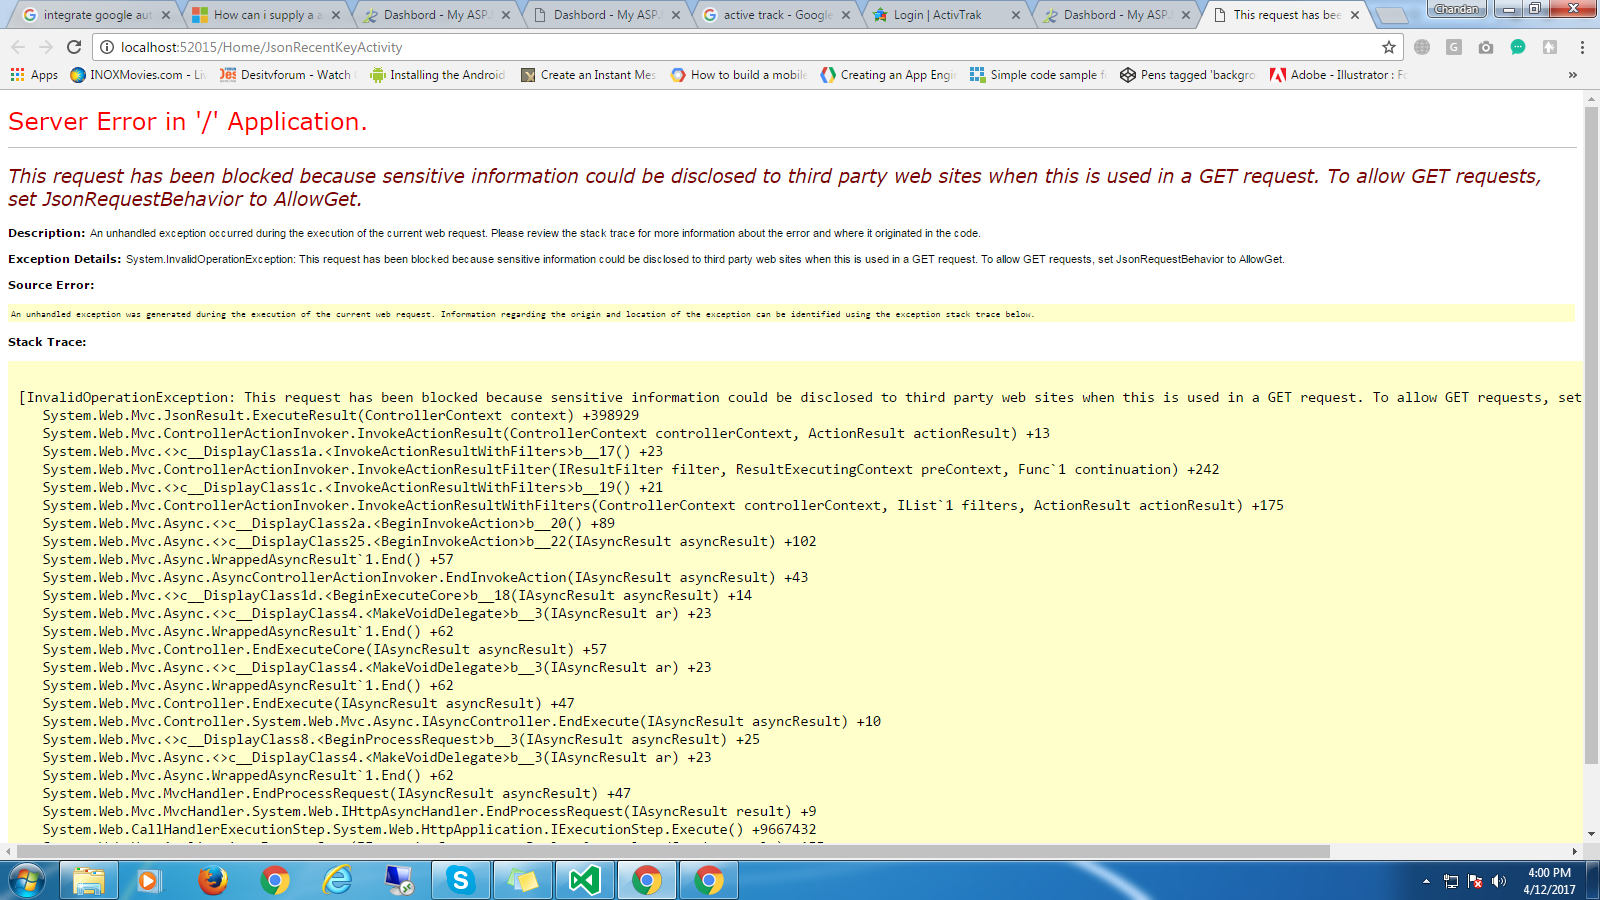 integrate google aut
How can i supply a a
Dashbord - My ASP.
Dashbord - My ASP.
active track - Google
Login | ActivTrak
Dashbord - My ASP.
This request has bee
Chandan
localhost:52015/Home/JsonRecentKeyActivity
Apps
INOXMovies.com - Li
Desitvforum - Watch
Installing the Android
Create an Instant Mes
How to build a mobile
Creating an App Engi
Simple code sample f
Pens tagged 'backgro
Adobe - Illustrator : Fo
»
Server Error in '/' Application.
This request has been blocked because sensitive information could be disclosed to third party web sites when this is used in a GET request. To allow GET requests,
set JsonRequestBehavior to AllowGet.
Description: An unhandled exception occurred during the execution of the current web request. Please review the stack trace for more information about the error and where it originated in the code.
Exception Details: System.InvalidOperationException: This request has been blocked because sensitive information could be disclosed to third party web sites when this is used in a GET request. To allow GET requests, set JsonRequestBehavior to AllowGet.
Source Error:
An unhandled exception was generated during the execution of the current web request. Information regarding the origin and location of the exception can be identified using the exception stack trace below.
Stack Trace:
[InvalidOperationException: This request has been blocked because sensitive information could be disclosed to third party web sites when this is used in a GET request. To allow GET requests, set
System.Web.Mvc.JsonResult.ExecuteResult(ControllerContext context) +398929
System.Web.Mvc.ControllerActionInvoker.InvokeActionResult(ControllerContext controllerContext, ActionResult actionResult) +13
System.Web.Mvc.<>c__DisplayClass1a.<InvokeActionResultWithFilters>b__17() +23
System.Web.Mvc.ControllerActionInvoker.InvokeActionResultFilter(IResultFilter filter, ResultExecutingContext preContext, Func`1 continuation) +242
System.Web.Mvc.<>c__DisplayClass1c.<InvokeActionResultWithFilters>b__19() +21
System.Web.Mvc.ControllerActionInvoker.InvokeActionResultWithFilters(ControllerContext controllerContext, IList`1 filters, ActionResult actionResult) +175
System.Web.Mvc.Async.<>c__DisplayClass2a.<BeginInvokeAction>b__20() +89
System.Web.Mvc.Async.<>c__DisplayClass25.<BeginInvokeAction>b__22(IAsyncResult asyncResult) +102
System.Web.Mvc.Async.WrappedAsyncResult`1.End() +57
System.Web.Mvc.Async.AsyncControllerActionInvoker.EndInvokeAction(IAsyncResult asyncResult) +43
System.Web.Mvc.<>c__DisplayClass1d.<BeginExecuteCore>b__18(IAsyncResult asyncResult) +14
System.Web.Mvc.Async.<>c__DisplayClass4.<MakeVoidDelegate>b__3(IAsyncResult ar) +23
System.Web.Mvc.Async.WrappedAsyncResult`1.End() +62
System.Web.Mvc.Controller.EndExecuteCore(IAsyncResult asyncResult) +57
System.Web.Mvc.Async.<>c__DisplayClass4.<MakeVoidDelegate>b__3(IAsyncResult ar) +23
System.Web.Mvc.Async.WrappedAsyncResult`1.End() +62
System.Web.Mvc.Controller.EndExecute(IAsyncResult asyncResult) +47
System.Web.Mvc.Controller.System.Web.Mvc.Async.IAsyncController.EndExecute(IAsyncResult asyncResult) +10
System.Web.Mvc.<>c__DisplayClass8.<BeginProcessRequest>b__3(IAsyncResult asyncResult) +25
System.Web.Mvc.Async.<>c__DisplayClass4.<MakeVoidDelegate>b__3(IAsyncResult ar) +23
System.Web.Mvc.Async.WrappedAsyncResult`1.End() +62
System.Web.Mvc.MvcHandler.EndProcessRequest(IAsyncResult asyncResult) +47
System.Web.Mvc.MvcHandler.System.Web.IHttpAsyncHandler.EndProcessRequest(IAsyncResult result) +9
System.Web.CallHandlerExecutionStep.System.Web.HttpApplication.IExecutionStep.Execute() +9667432
4:00 PM
4/12/2017